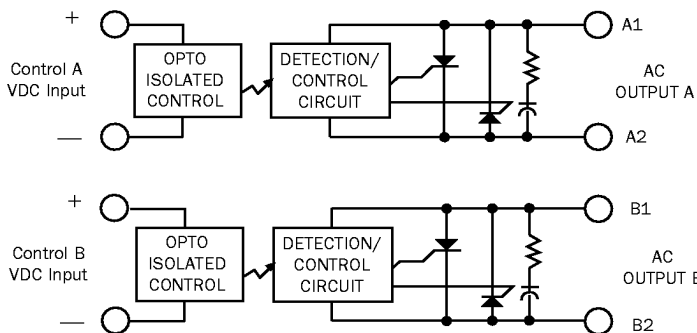 +
Control A
VDC Input
—
OPTO
ISOLATED
CONTROL
DETECTION/
CONTROL
CIRCUIT
A1
AC
OUTPUT A
A2
+
Control B
VDC Input
—
OPTO
ISOLATED
CONTROL
DETECTION/
CONTROL
CIRCUIT
B1
AC
OUTPUT B
B2